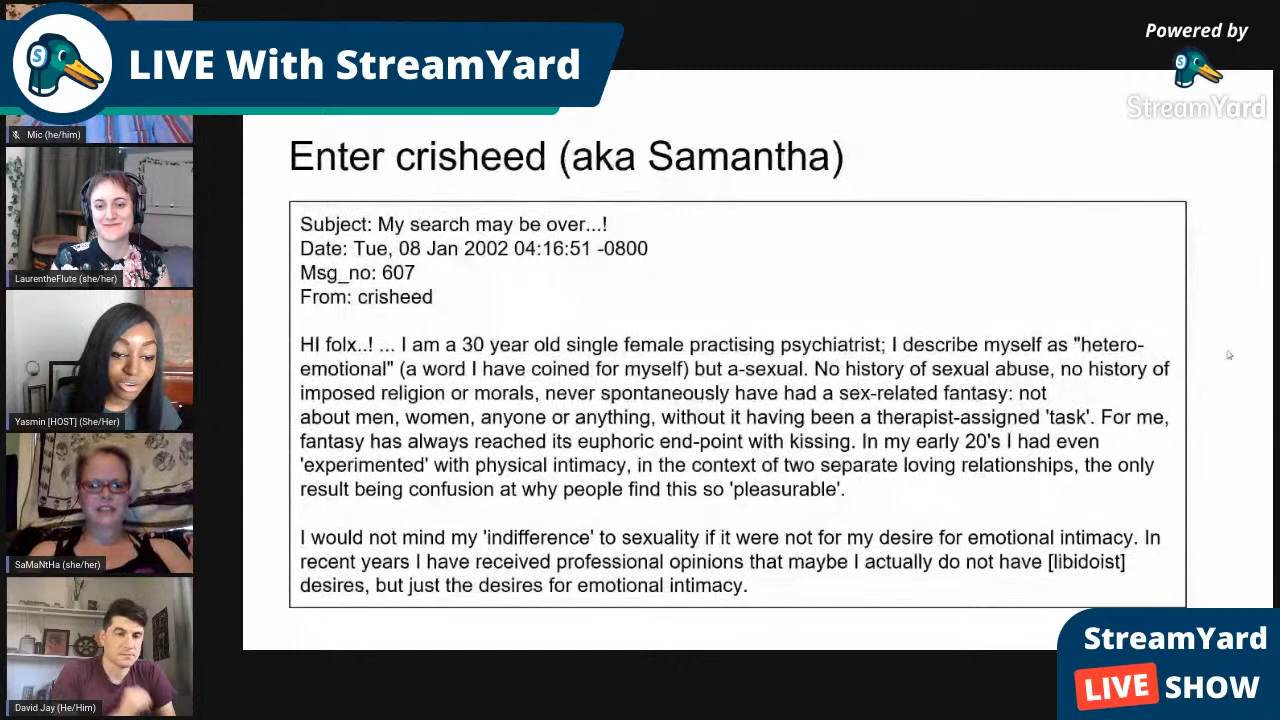 LIVE With StreamYard
Powered by
StreamYard
Mic (he/him)
LaurentheFlute (she/her)
Yasmin [HOST] (She/Her)
SaMaNtHa (she/her)
David Jay (He/Him)
Enter crisheed (aka Samantha)
Subject: My search may be over...!
Date: Tue, 08 Jan 2002 04:16:51 -0800
Msg_no: 607
From: crisheed
HI folx..! ... I am a 30 year old single female practising psychiatrist; I describe myself as "hetero-
emotional" (a word I have coined for myself) but a-sexual. No history of sexual abuse, no history of
imposed religion or morals, never spontaneously have had a sex-related fantasy: not
about men, women, anyone or anything, without it having been a therapist-assigned 'task'. For me,
fantasy has always reached its euphoric end-point with kissing. In my early 20's I had even
'experimented' with physical intimacy, in the context of two separate loving relationships, the only
result being confusion at why people find this so 'pleasurable'.
I would not mind my 'indifference' to sexuality if it were not for my desire for emotional intimacy. In
recent years I have received professional opinions that maybe I actually do not have [libidoist]
desires, but just the desires for emotional intimacy.
StreamYard
LIVE SHOW